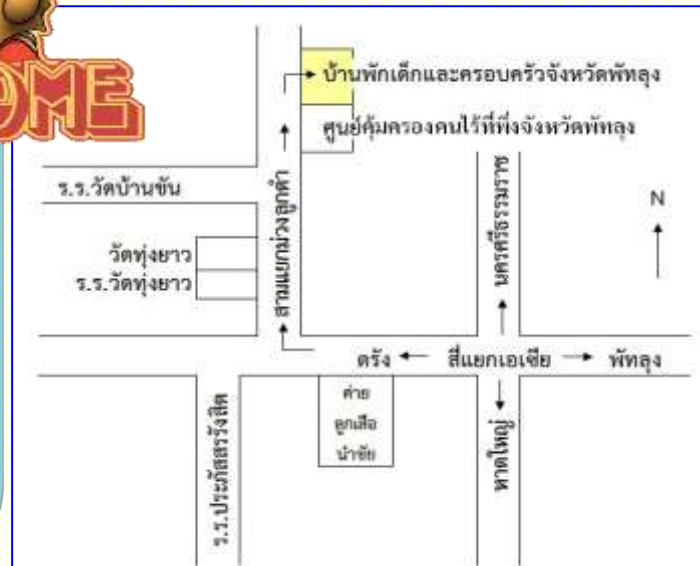 OME
บ้านพักเด็กและครอบครัวจังหวัดพัทลุง
ศูนย์คุ้มครองคนไร้ที่พึ่งจังหวัดพัทลุง
ร.ร.วัดบ้านขัน
สามแยกม่วงลูกดำ
นครศรีธรรมราช
N
วัดทุ่งยาว
ร.ร.วัดทุ่งยาว
ตรัง
สี่แยกเอเชีย
พัทลุง
ค่าย
ลูกเสือ
นำชัย
ร.ร.ประภัสสรรังสิต
หาดใหญ่